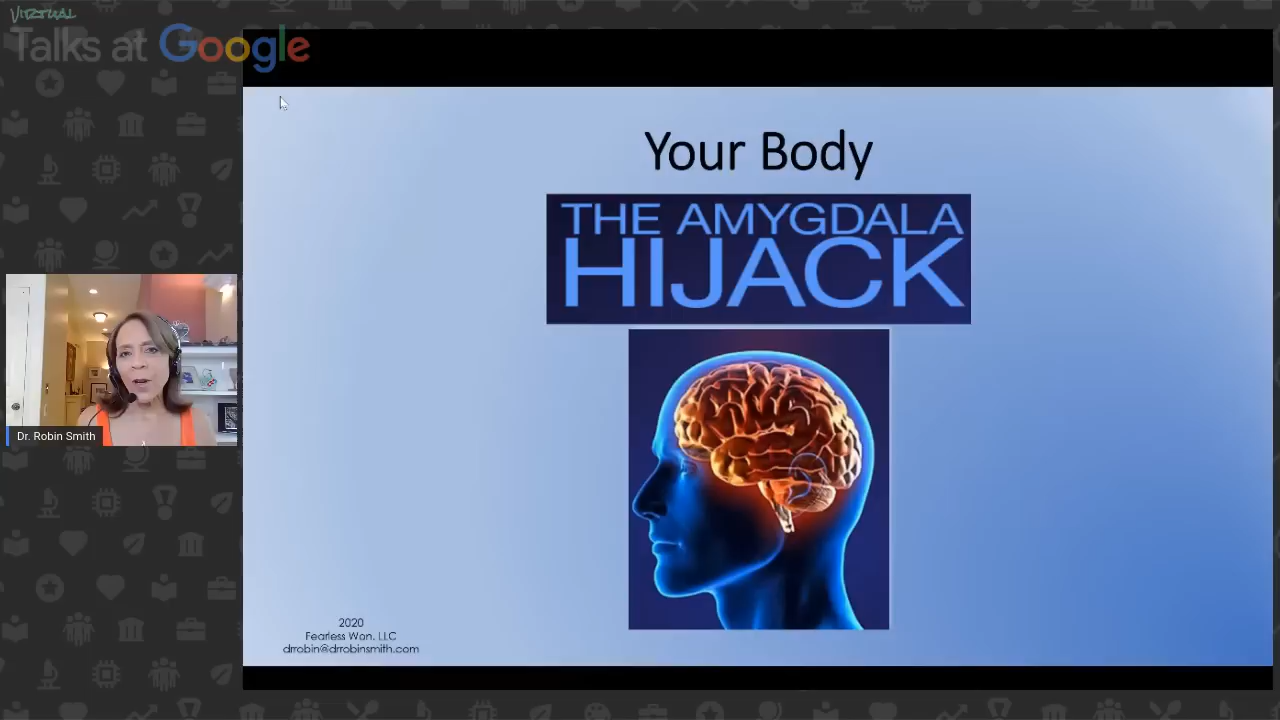 VIRTUAL
Talks at Google
Your Body
THE AMYGDALA
HIJACK
Dr. Robin Smith
2020
Fearless Won, LLC
drrobin@drrobinsmith.com